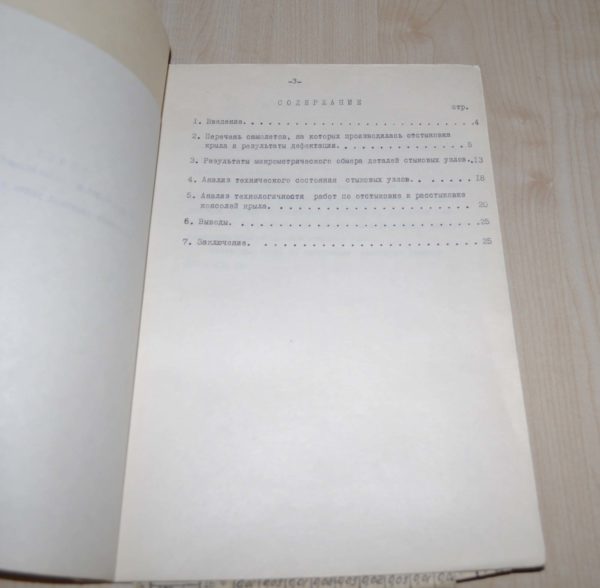 -3-
СОДЕРЖАНИЕ
стр.
1. Введение. . . . . . . . . . . . . . . . . . . . . . . . 4
2. Перечень самолетов, на которых производилась отстыковка
крыла и результаты дефектации. . . . . . . . . . . . . . 5
3. Результаты микрометрического обмера деталей стыковых узлов. .13
4. Анализ технического состояния стыковых узлов. . . . . . . 18
5. Анализ технологичности работ по отстыковке и расстыковке
консолей крыла. . . . . . . . . . . . . . . . . . . . . 20
6. Выводы. . . . . . . . . . . . . . . . . . . . . . . . .25
7. Заключение. . . . . . . . . . . . . . . . . . . . . . 25